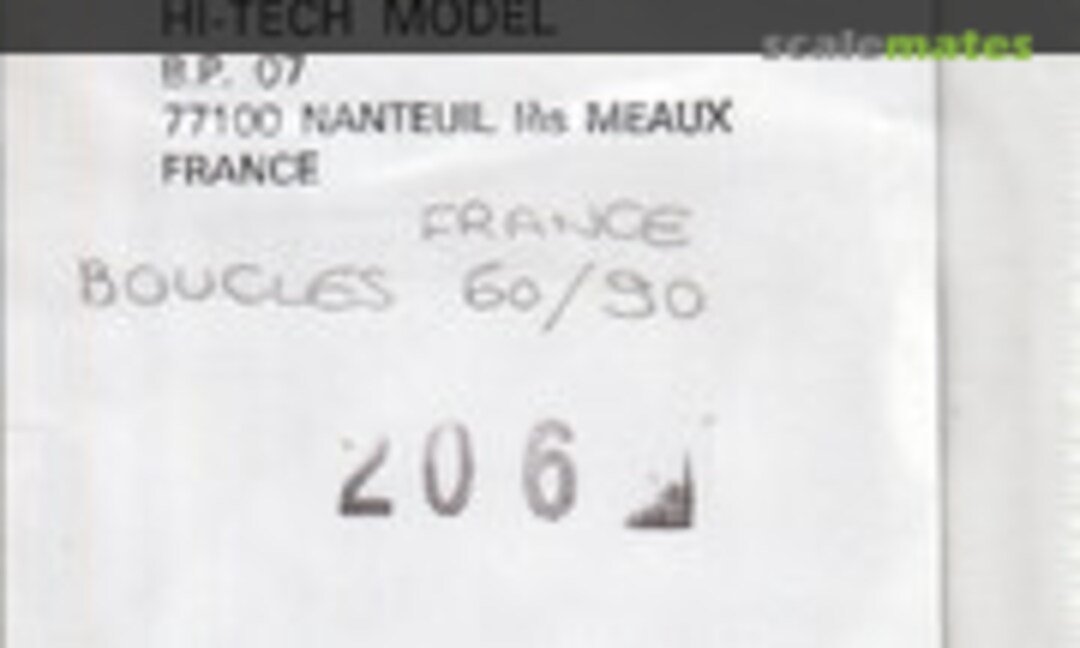 HI-TECH MODEL
scalemates
B.P. 07
77100 NANTEUIL lès MEAUX
FRANCE
FRANCE
BOUCLES 60/90
206